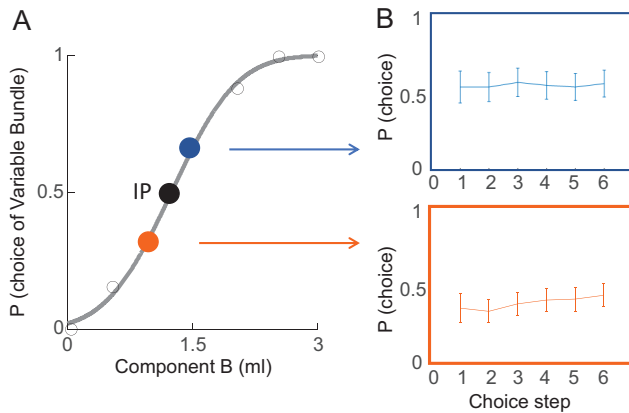 A
P (choice of Variable Bundle)
1
0.5
0
IP
0
1.5
3
Component B (ml)
B
P (choice)
1
0.5
0
0 1 2 3 4 5 6
P (choice)
1
0.5
0
0 1 2 3 4 5 6
Choice step